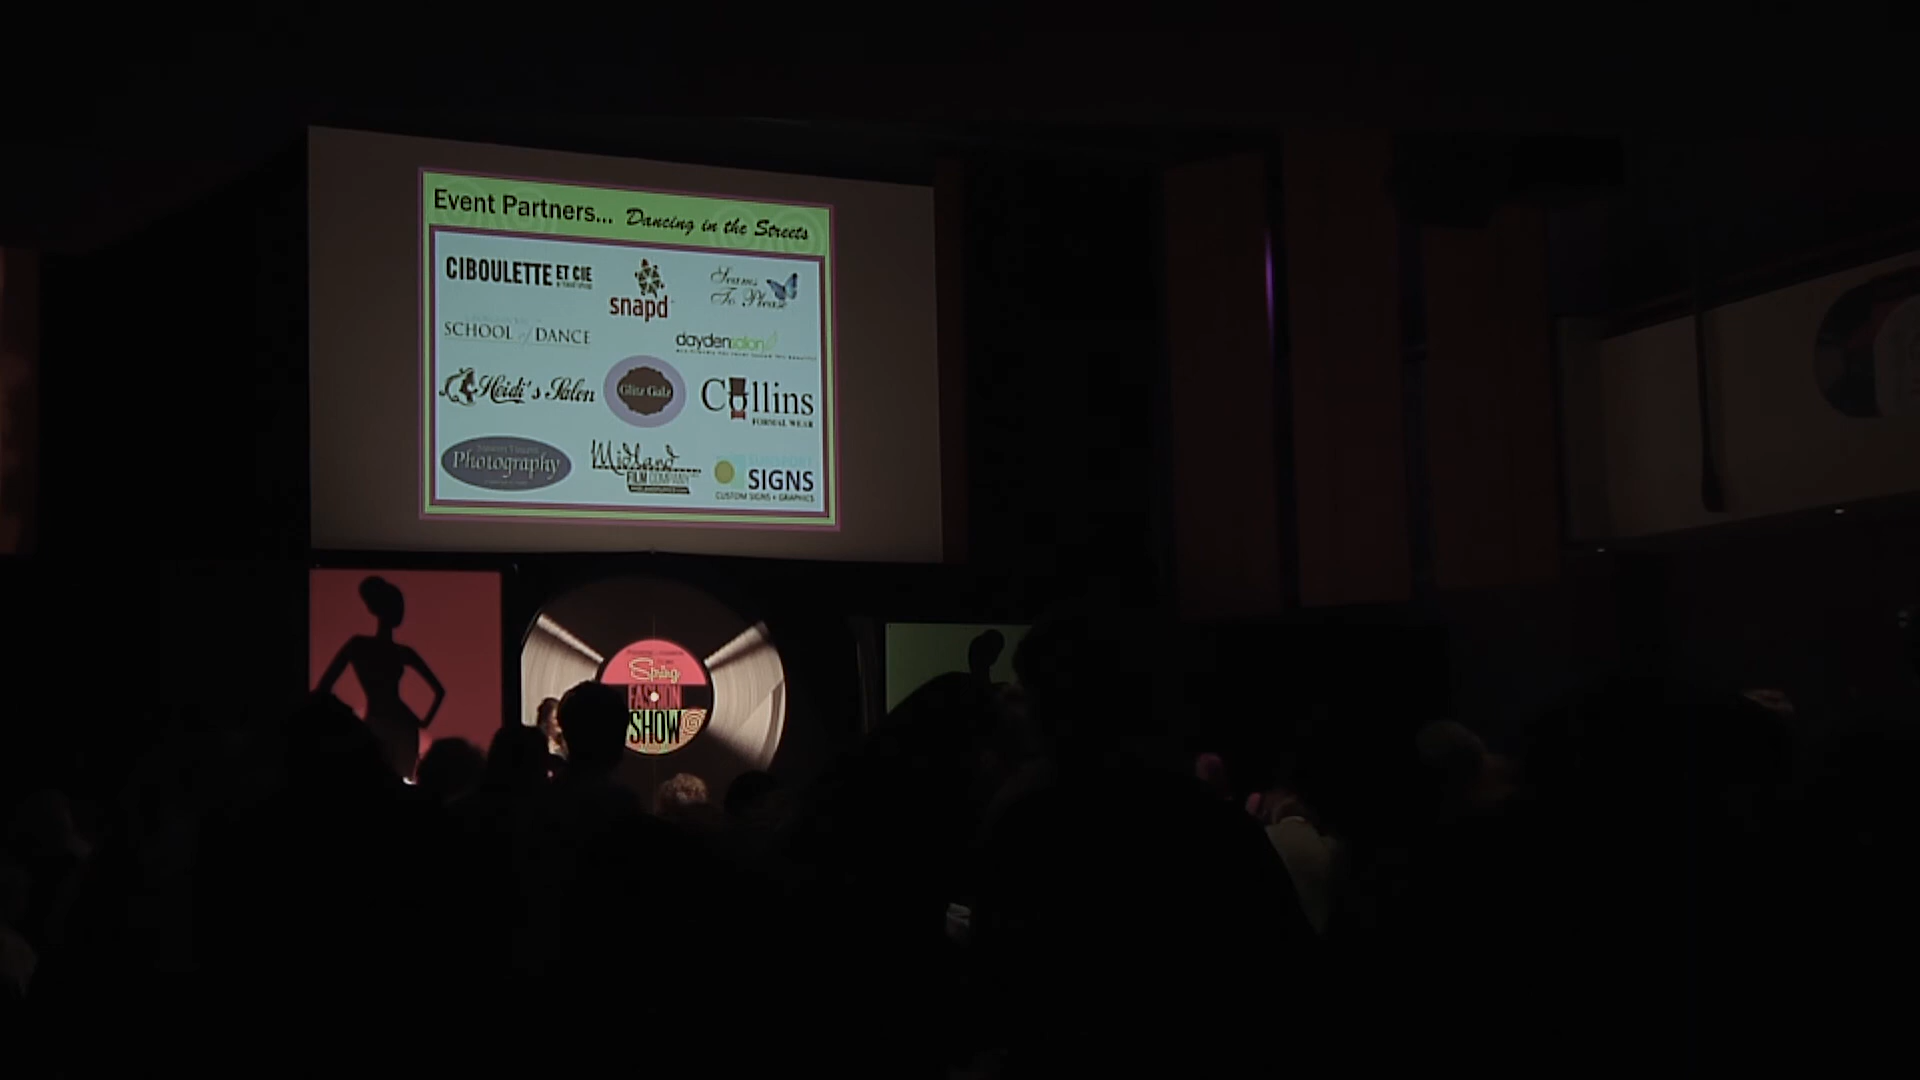 Event Partners... Dancing in the Streets
CIBOULETTE ET CIE
snapd
Seams
To Please
SCHOOL of DANCE
daydensalon
Heidi's Salon
Glitz Galz
Collins
FORMAL WEAR
Photography
Midland
FILM COMPANY
SIGNS
CUSTOM SIGNS + GRAPHICS
Spring
FASHION
SHOW